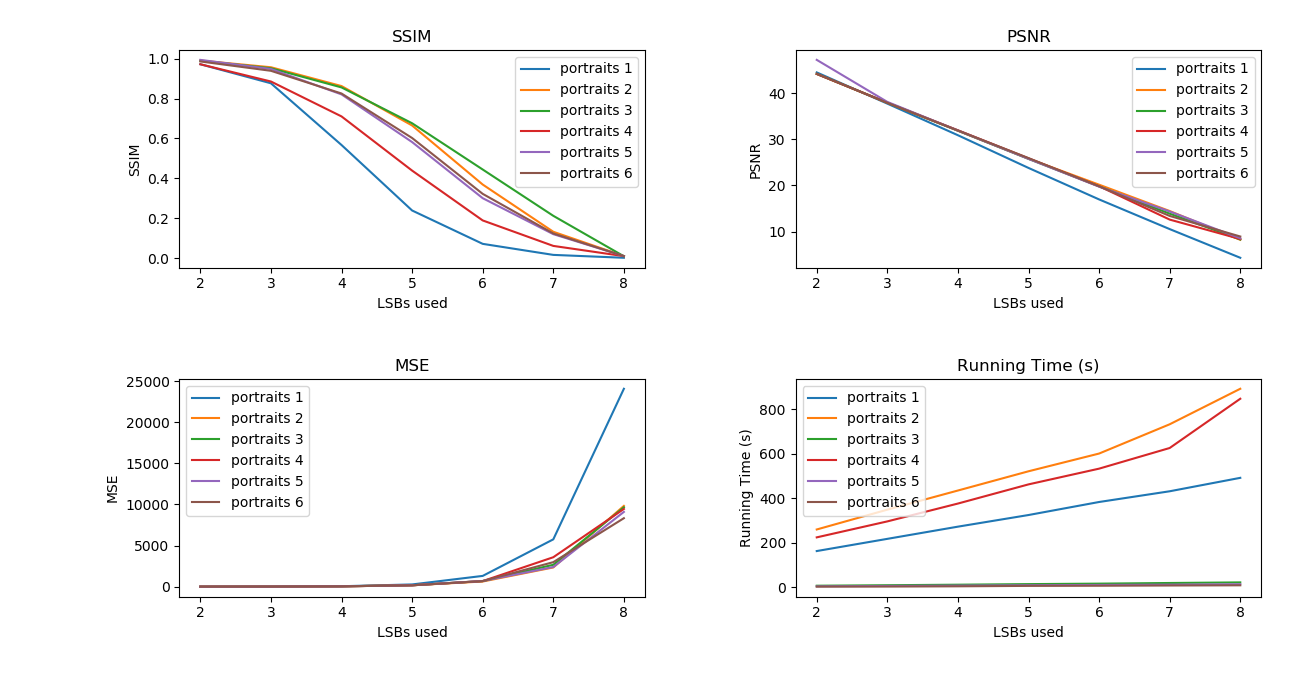 SSIM
1.0
0.8
0.6
0.4
0.2
0.0
SSIM
portraits 1
portraits 2
portraits 3
portraits 4
portraits 5
portraits 6
2 3 4 5 6 7 8
LSBs used
PSNR
40
30
20
10
PSNR
portraits 1
portraits 2
portraits 3
portraits 4
portraits 5
portraits 6
2 3 4 5 6 7 8
LSBs used
MSE
25000
20000
15000
10000
5000
0
MSE
portraits 1
portraits 2
portraits 3
portraits 4
portraits 5
portraits 6
2 3 4 5 6 7 8
LSBs used
Running Time (s)
800
600
400
200
0
Running Time (s)
portraits 1
portraits 2
portraits 3
portraits 4
portraits 5
portraits 6
2 3 4 5 6 7 8
LSBs used